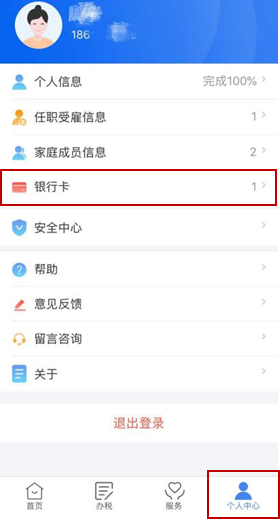 186
个人信息 完成100%
任职受雇信息 1
家庭成员信息 2
银行卡 1
安全中心
帮助
意见反馈
留言咨询
关于
退出登录
首页 办税 服务 个人中心